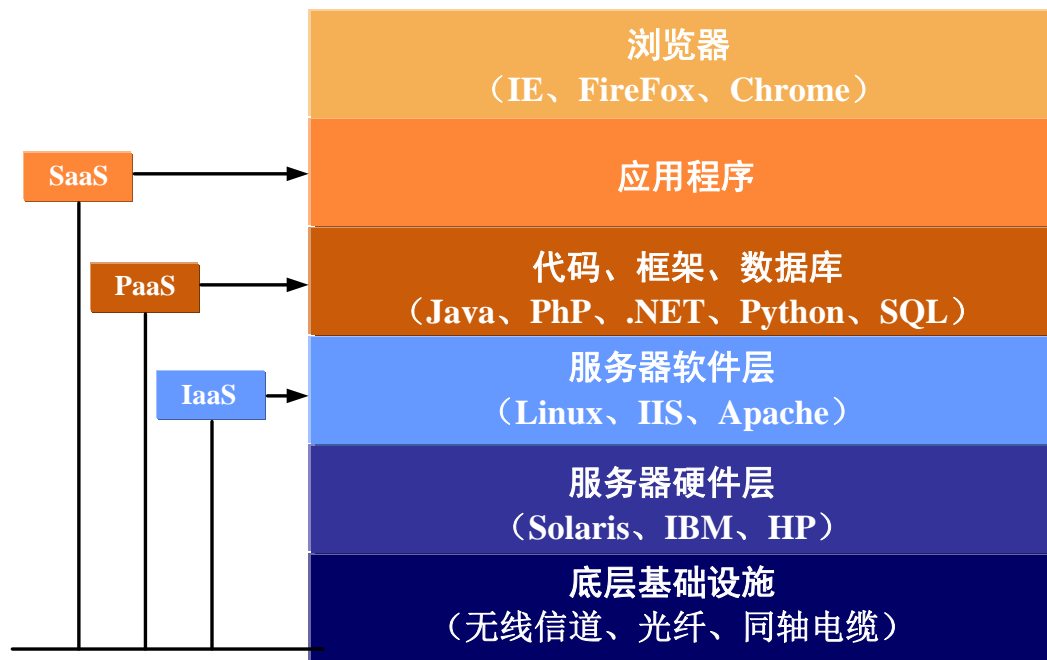 浏览器
（IE、FireFox、Chrome）
SaaS
应用程序
PaaS
代码、框架、数据库
（Java、PhP、.NET、Python、SQL）
IaaS
服务器软件层
（Linux、IIS、Apache）
服务器硬件层
（Solaris、IBM、HP）
底层基础设施
（无线信道、光纤、同轴电缆）